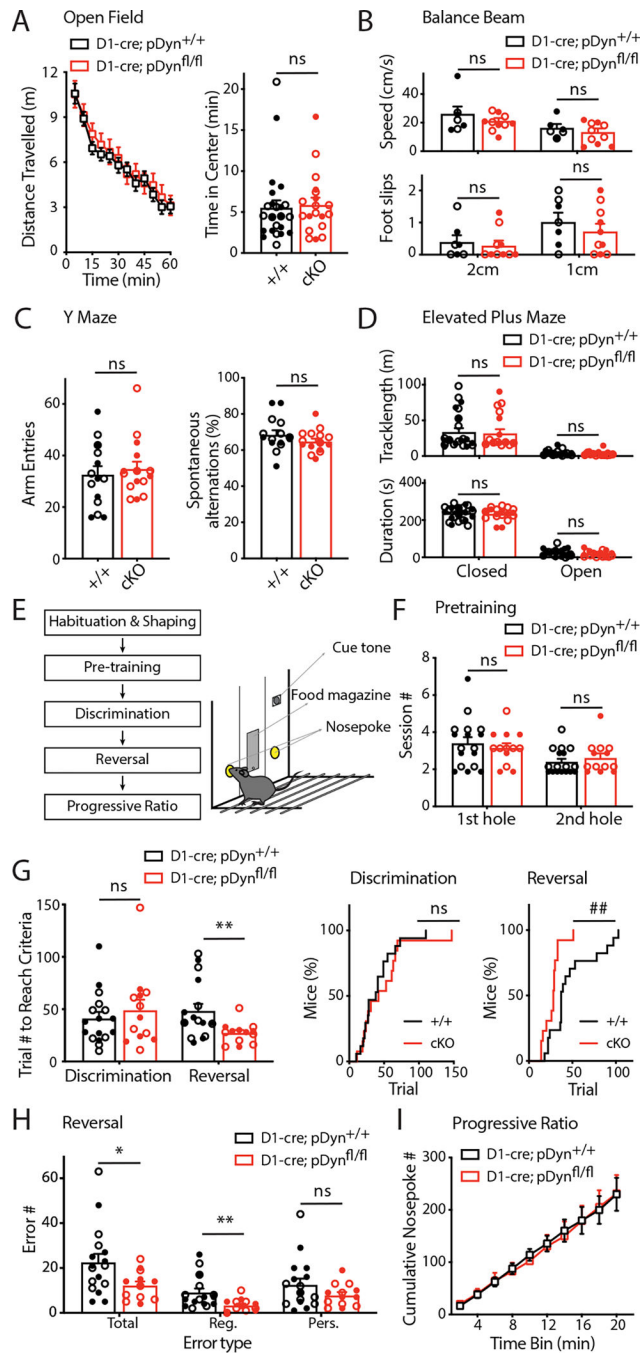 A Open Field
D1-cre; pDyn+/+
D1-cre; pDynfl/fl
Distance Travelled (m)
12
9
6
3
0
0 15 30 45 60
Time (min)
ns
Time in Center (min)
25
20
15
10
5
0
+/+ cKO
B Balance Beam
D1-cre; pDyn+/+
D1-cre; pDynfl/fl
Speed (cm/s)
60
40
20
0
ns ns
Foot slips
4
3
2
1
0
ns ns
2cm 1cm
C Y Maze
Arm Entries
80
60
40
20
0
ns
+/+ cKO
Spontaneous
alternations (%)
100
80
60
40
20
0
ns
+/+ cKO
D Elevated Plus Maze
D1-cre; pDyn+/+
D1-cre; pDynfl/fl
Tracklength (m)
100
50
0
ns ns
Duration (s)
400
200
0
ns ns
Closed Open
E
Habituation & Shaping
Pre-training
Discrimination
Reversal
Progressive Ratio
Cue tone
Food magazine
Nosepoke
F Pretraining
D1-cre; pDyn+/+
D1-cre; pDynfl/fl
Session #
8
6
4
2
0
ns ns
1st hole 2nd hole
G
D1-cre; pDyn+/+
D1-cre; pDynfl/fl
Trial # to Reach Criteria
150
100
50
0
ns **
Discrimination Reversal
Discrimination
ns
Mice (%)
100
50
0
+/+
cKO
0 50 100 150
Trial
Reversal
##
Mice (%)
100
50
0
+/+
cKO
0 50 100
Trial
H Reversal
D1-cre; pDyn+/+
D1-cre; pDynfl/fl
Error #
80
60
40
20
0
* ** ns
Total Reg. Pers.
Error type
I Progressive Ratio
D1-cre; pDyn+/+
D1-cre; pDynfl/fl
Cumulative Nosepoke #
300
200
100
0
4 8 12 16 20
Time Bin (min)